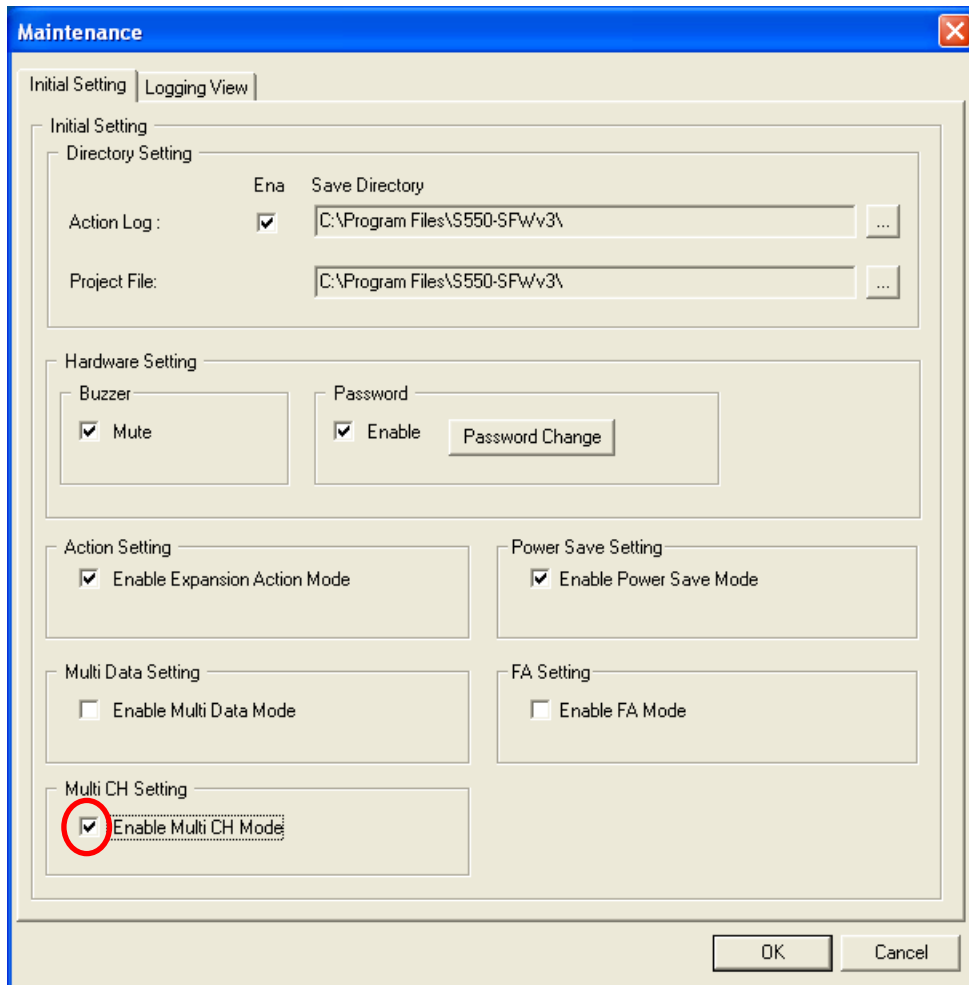 Maintenance
Initial Setting
Logging View
Initial Setting
Directory Setting
Ena Save Directory
Action Log : C:\Program Files\S550-SFWv3\ ...
Project File: C:\Program Files\S550-SFWv3\ ...
Hardware Setting
Buzzer
Mute
Password
Enable
Password Change
Action Setting
Enable Expansion Action Mode
Power Save Setting
Enable Power Save Mode
Multi Data Setting
Enable Multi Data Mode
FA Setting
Enable FA Mode
Multi CH Setting
Enable Multi CH Mode
OK
Cancel